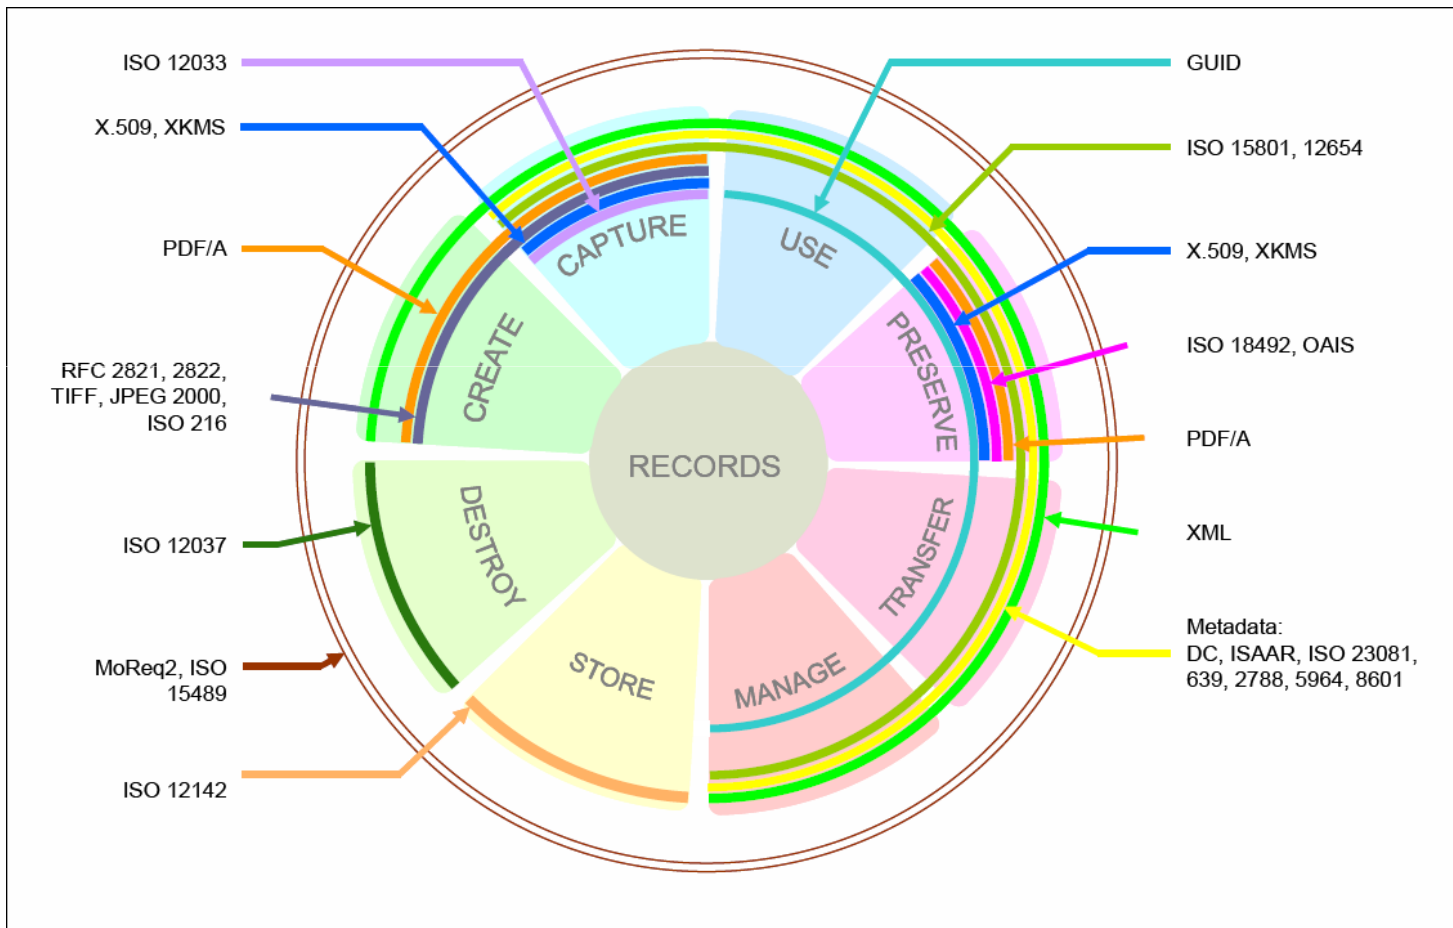 ISO 12033
X.509, XKMS
PDF/A
RFC 2821, 2822,
TIFF, JPEG 2000,
ISO 216
ISO 12037
MoReq2, ISO
15489
ISO 12142
CAPTURE
USE
PRESERVE
TRANSFER
MANAGE
STORE
DESTROY
CREATE
RECORDS
GUID
ISO 15801, 12654
X.509, XKMS
ISO 18492, OAIS
PDF/A
XML
Metadata:
DC, ISAAR, ISO 23081,
639, 2788, 5964, 8601